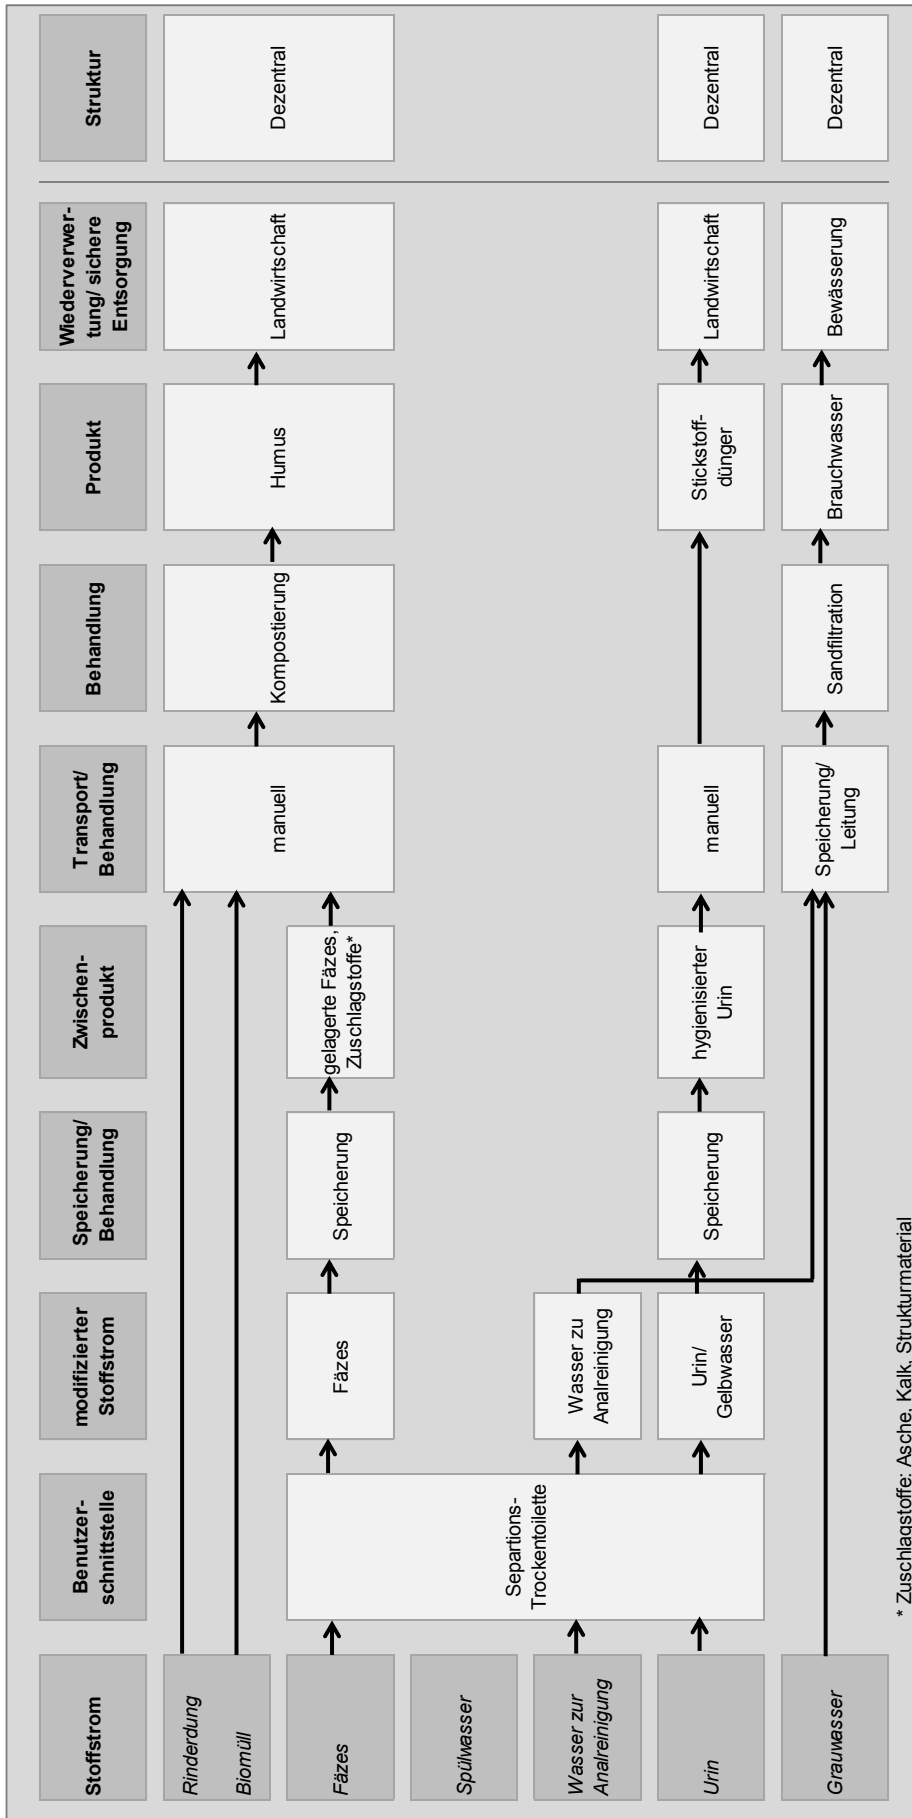 Stoffstrom
Benutzer-
schnittstelle
modifizierter
Stoffstrom
Speicherung/
Behandlung
Zwischen-
produkt
Transport/
Behandlung
Behandlung
Produkt
Wiederverwer-
tung/ sichere
Entsorgung
Struktur
Rinderdung
Biomüll
manuell
Kompostierung
Humus
Landwirtschaft
Dezentral
Fäzes
Separtions-
Trockentoilette
Fäzes
Speicherung
gelagerte Fäzes,
Zuschlagstoffe*
Spülwasser
Wasser zur
Analreinigung
Wasser zu
Analreinigung
Urin
Urin/
Gelbwasser
Speicherung
hygienisierter
Urin
manuell
Stickstoff-
dünger
Landwirtschaft
Dezentral
Grauwasser
Speicherung/
Leitung
Sandfiltration
Brauchwasser
Bewässerung
Dezentral
* Zuschlagstoffe: Asche, Kalk, Strukturmaterial